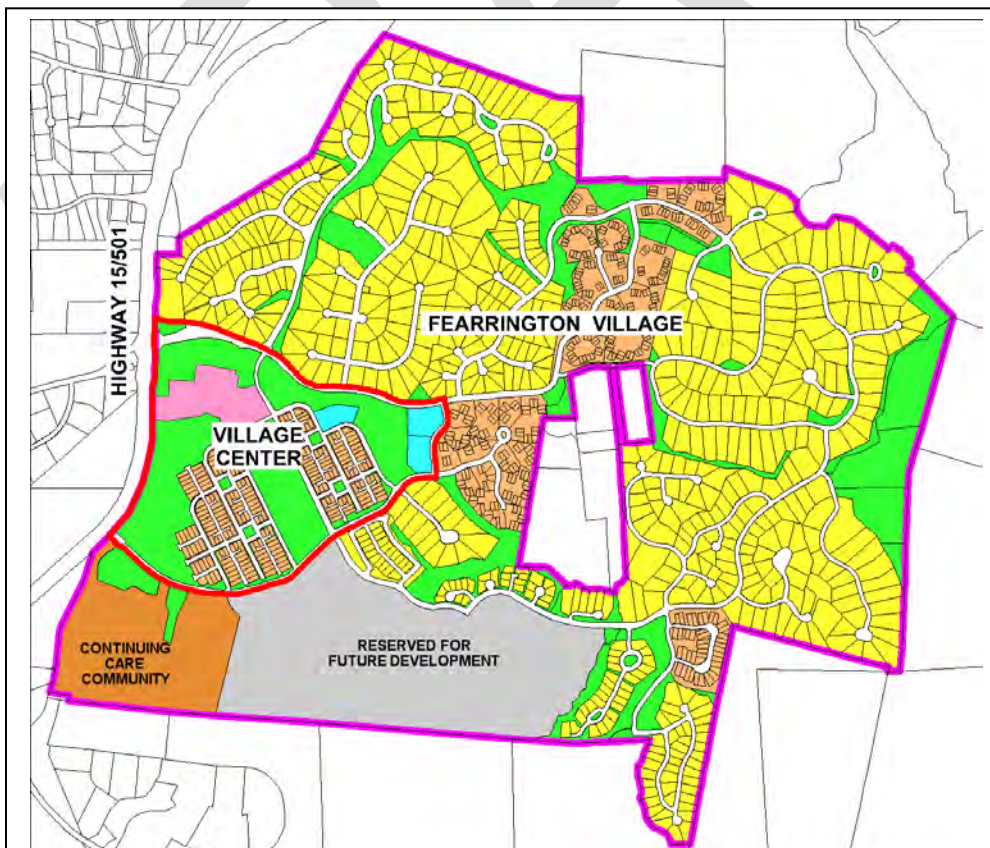 HIGHWAY 15/501
FEARRINGTON VILLAGE
VILLAGE
CENTER
CONTINUING
CARE
COMMUNITY
RESERVED FOR
FUTURE DEVELOPMENT